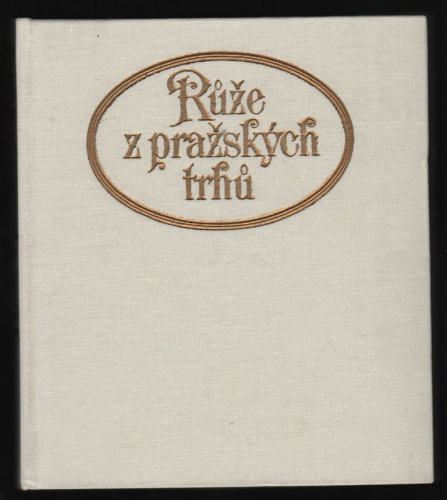 Růže
z pražských
trhů